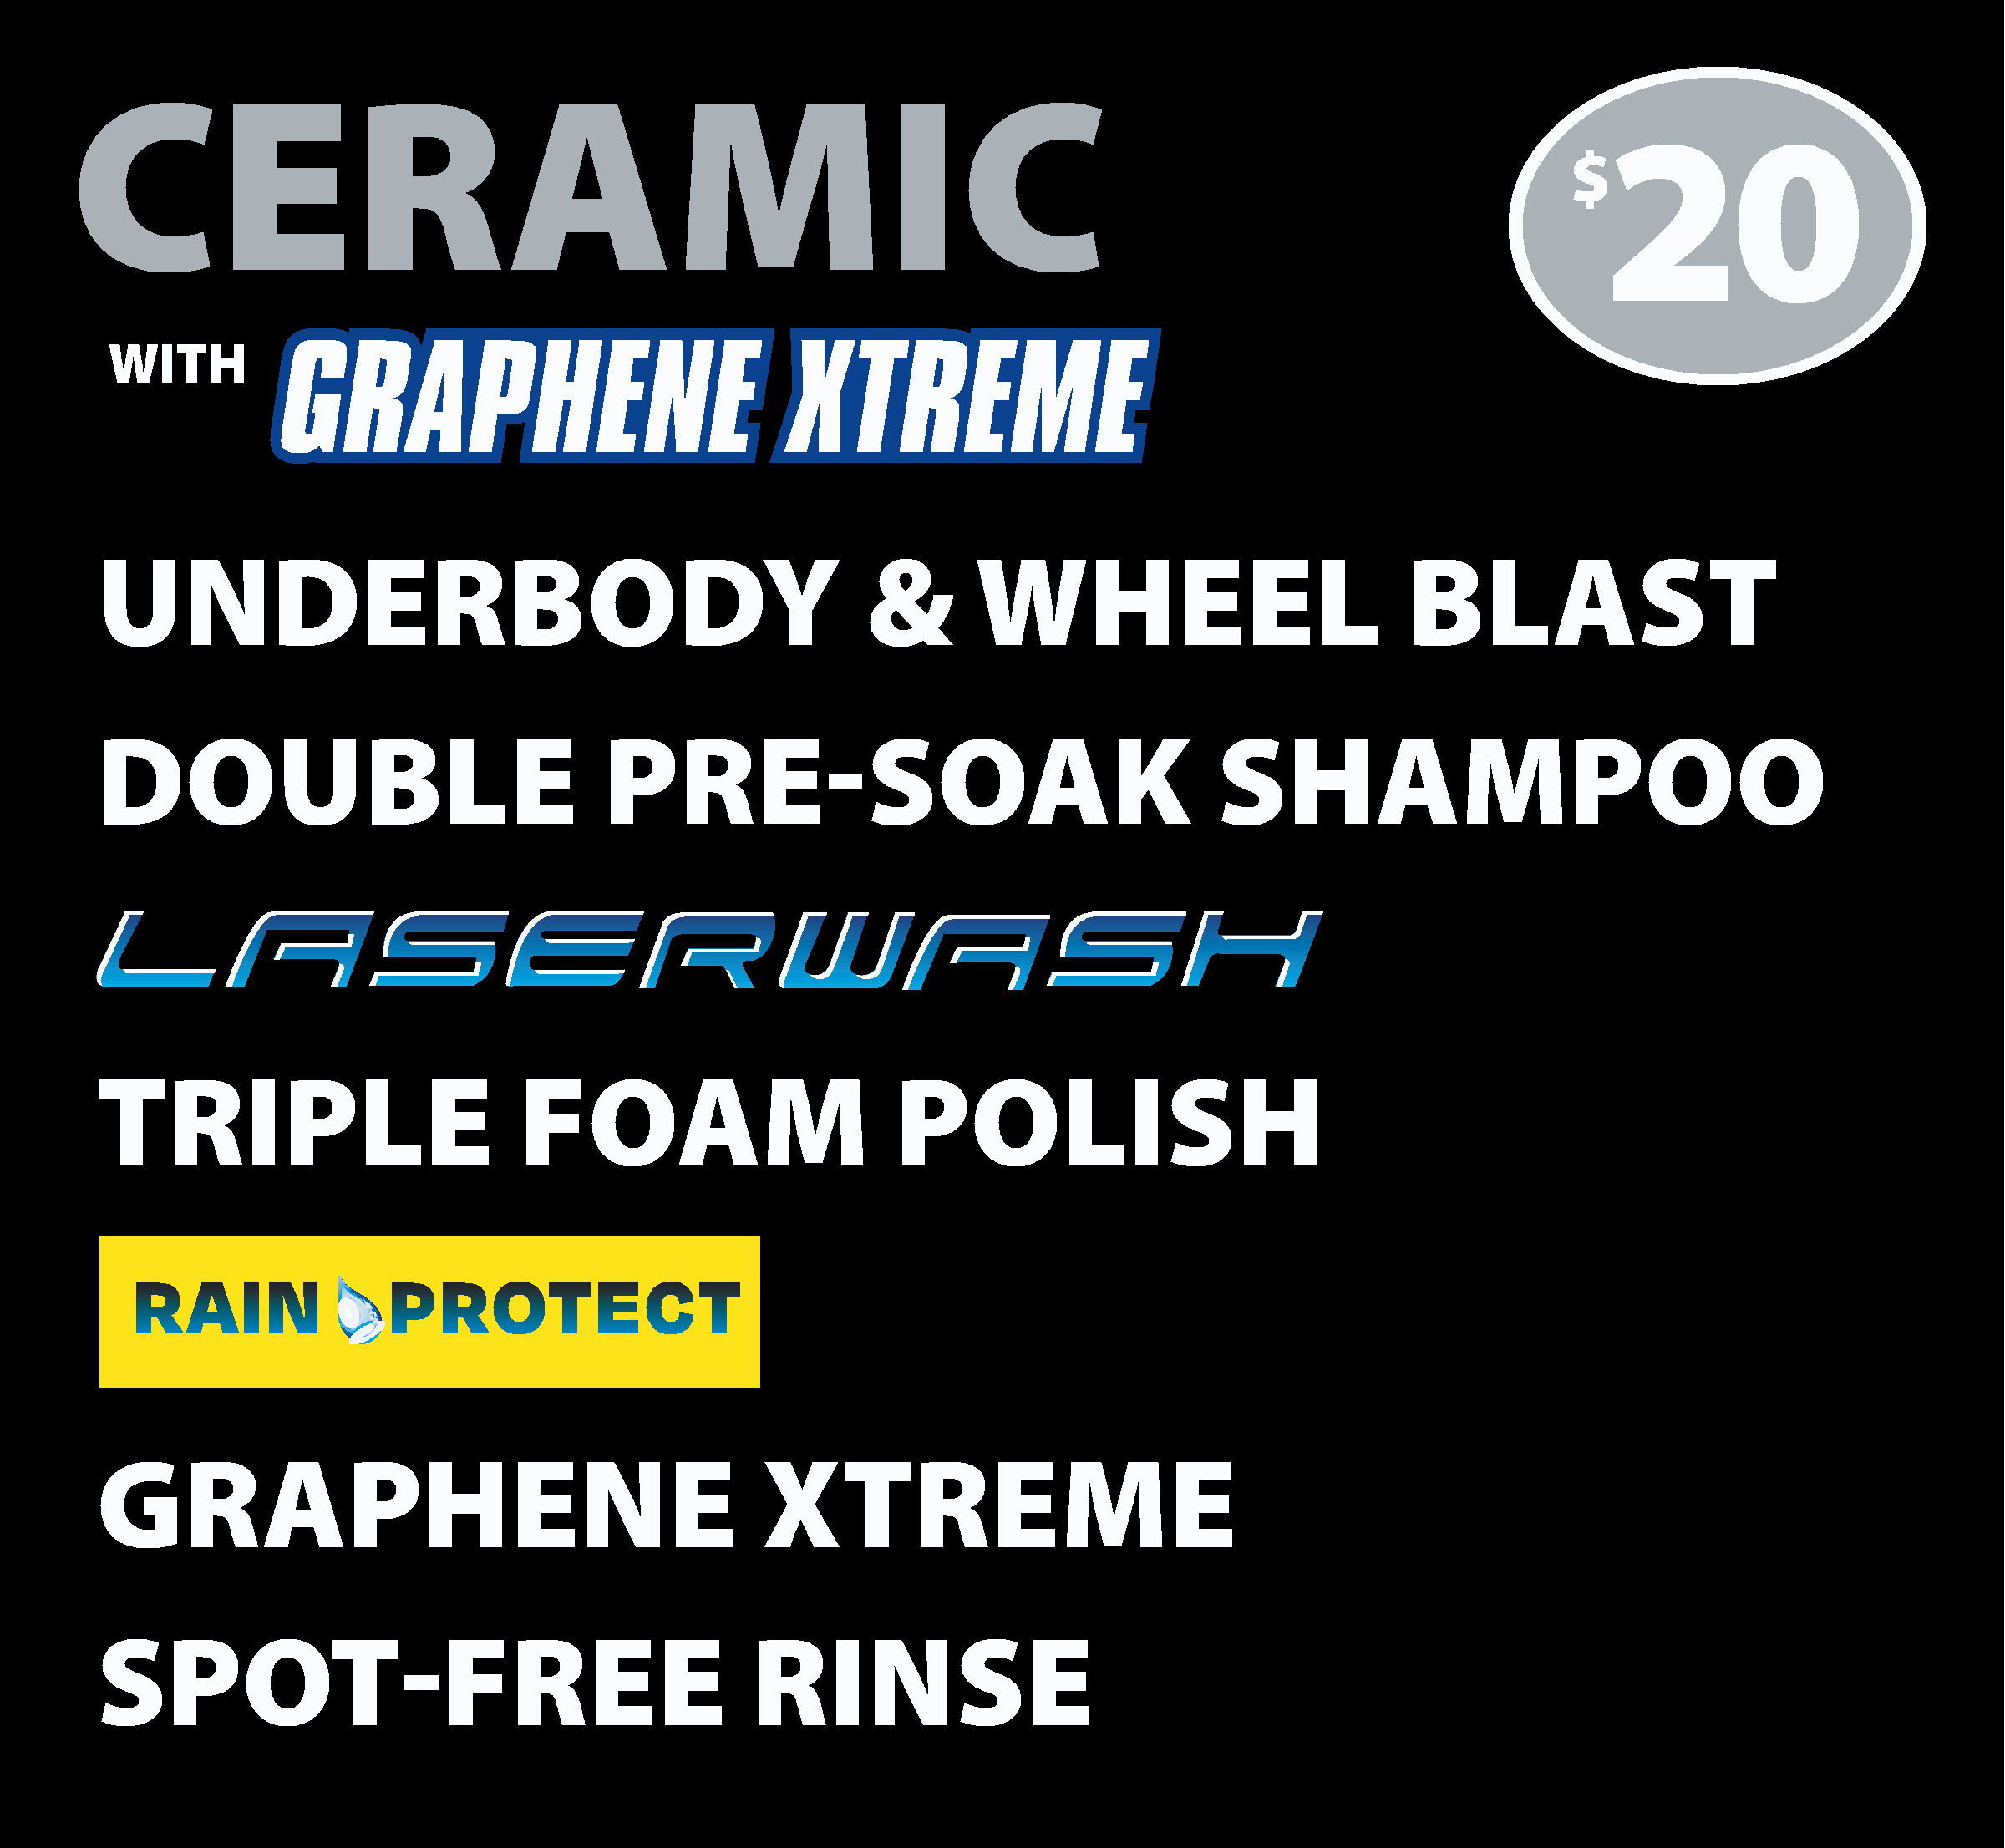 CERAMIC
$20
WITH GRAPHENE XTREME
UNDERBODY & WHEEL BLAST
DOUBLE PRE-SOAK SHAMPOO
LASERWASH
TRIPLE FOAM POLISH
RAIN PROTECT
GRAPHENE XTREME
SPOT-FREE RINSE